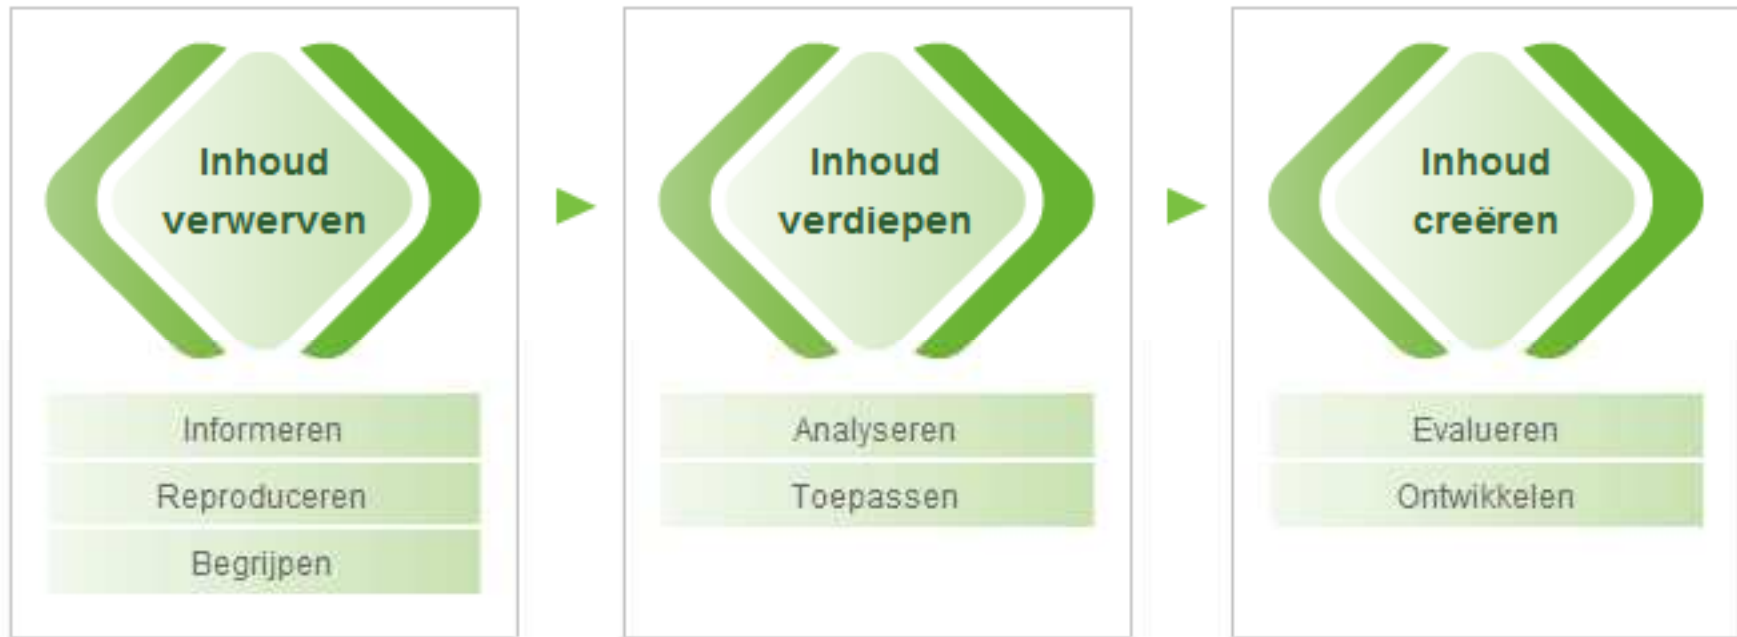 Inhoud
verwerven
Informeren
Reproduceren
Begrijpen
Inhoud
verdiepen
Analyseren
Toepassen
Inhoud
creëren
Evalueren
Ontwikkelen